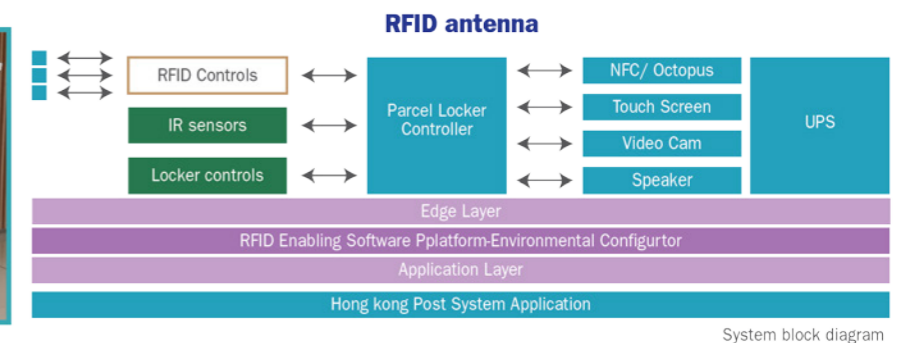 RFID antenna
RFID Controls
IR sensors
Locker controls
Parcel Locker
Controller
NFC/ Octopus
Touch Screen
Video Cam
Speaker
UPS
Edge Layer
RFID Enabling Software Pplatform-Environmental Configurtor
Application Layer
Hong kong Post System Application
System block diagram